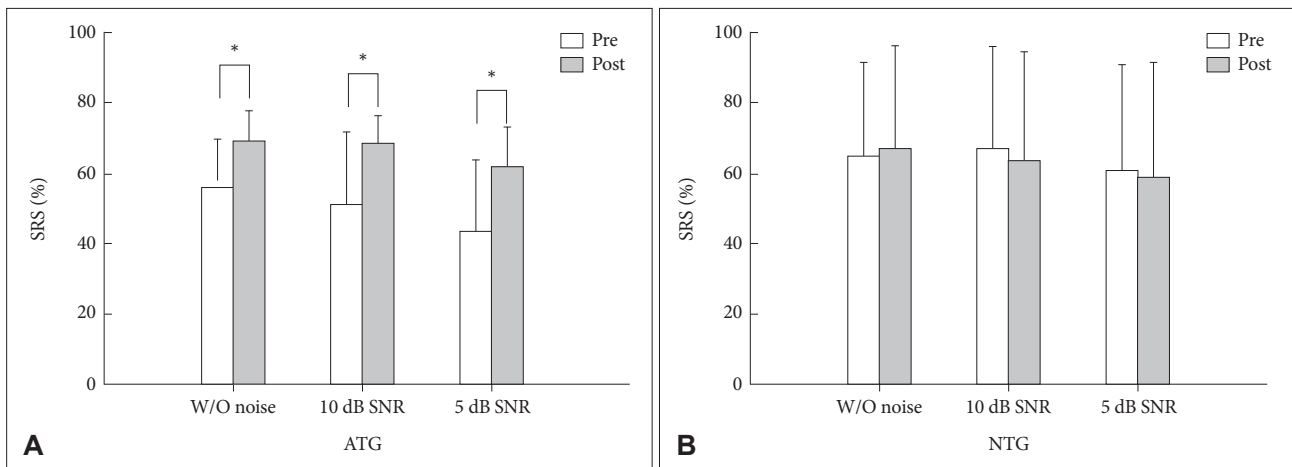 100
80
60
40
20
0
SRS (%)
*
*
*
Pre
Post
W/O noise
10 dB SNR
5 dB SNR
ATG
A
100
80
60
40
20
0
SRS (%)
Pre
Post
W/O noise
10 dB SNR
5 dB SNR
NTG
B